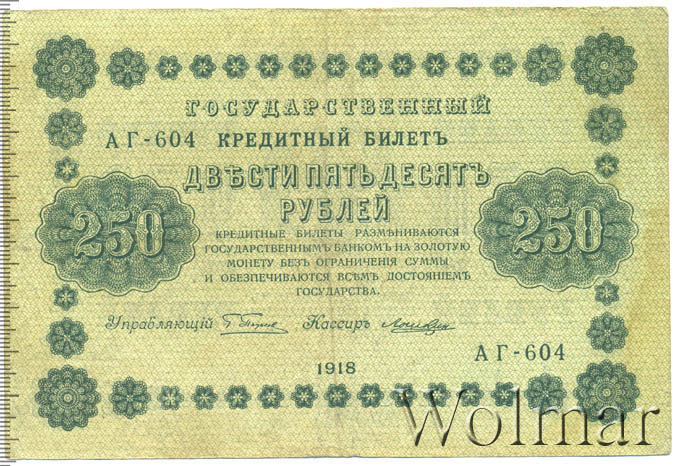 ГОСУДАРСТВЕННЫЙ
АГ-604 КРЕДИТНЫЙ БИЛЕТЪ
ДВѢСТИ ПЯТЬДЕСЯТЪ
РУБЛЕЙ
250 250
КРЕДИТНЫЕ БИЛЕТЫ РАЗМѢНИВАЮТСЯ
ГОСУДАРСТВЕННЫМЪ БАНКОМЪ НА ЗОЛОТУЮ
МОНЕТУ БЕЗЪ ОГРАНИЧЕНІЯ СУММЫ
И ОБЕЗПЕЧИВАЮТСЯ ВСѢМЪ ДОСТОЯНІЕМЪ
ГОСУДАРСТВА.
Управляющій Кассиръ
АГ-604
1918
Wolmar